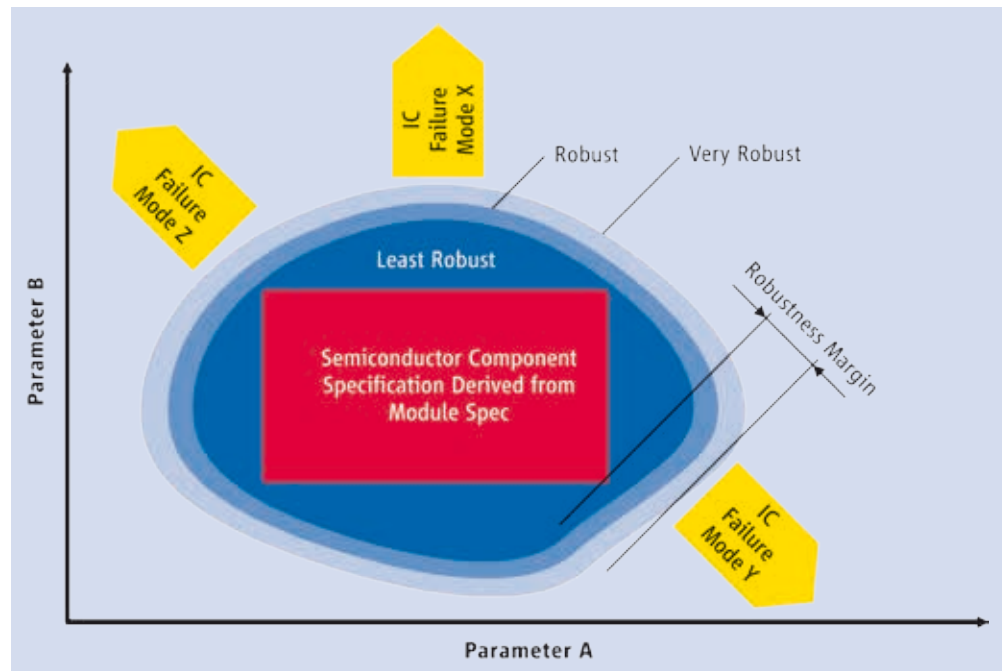 IC
Failure
Mode X
IC
Failure
Mode Z
Robust
Very Robust
Least Robust
Robustness Margin
Semiconductor Component
Specification Derived from
Module Spec
Parameter B
IC
Failure
Mode Y
Parameter A